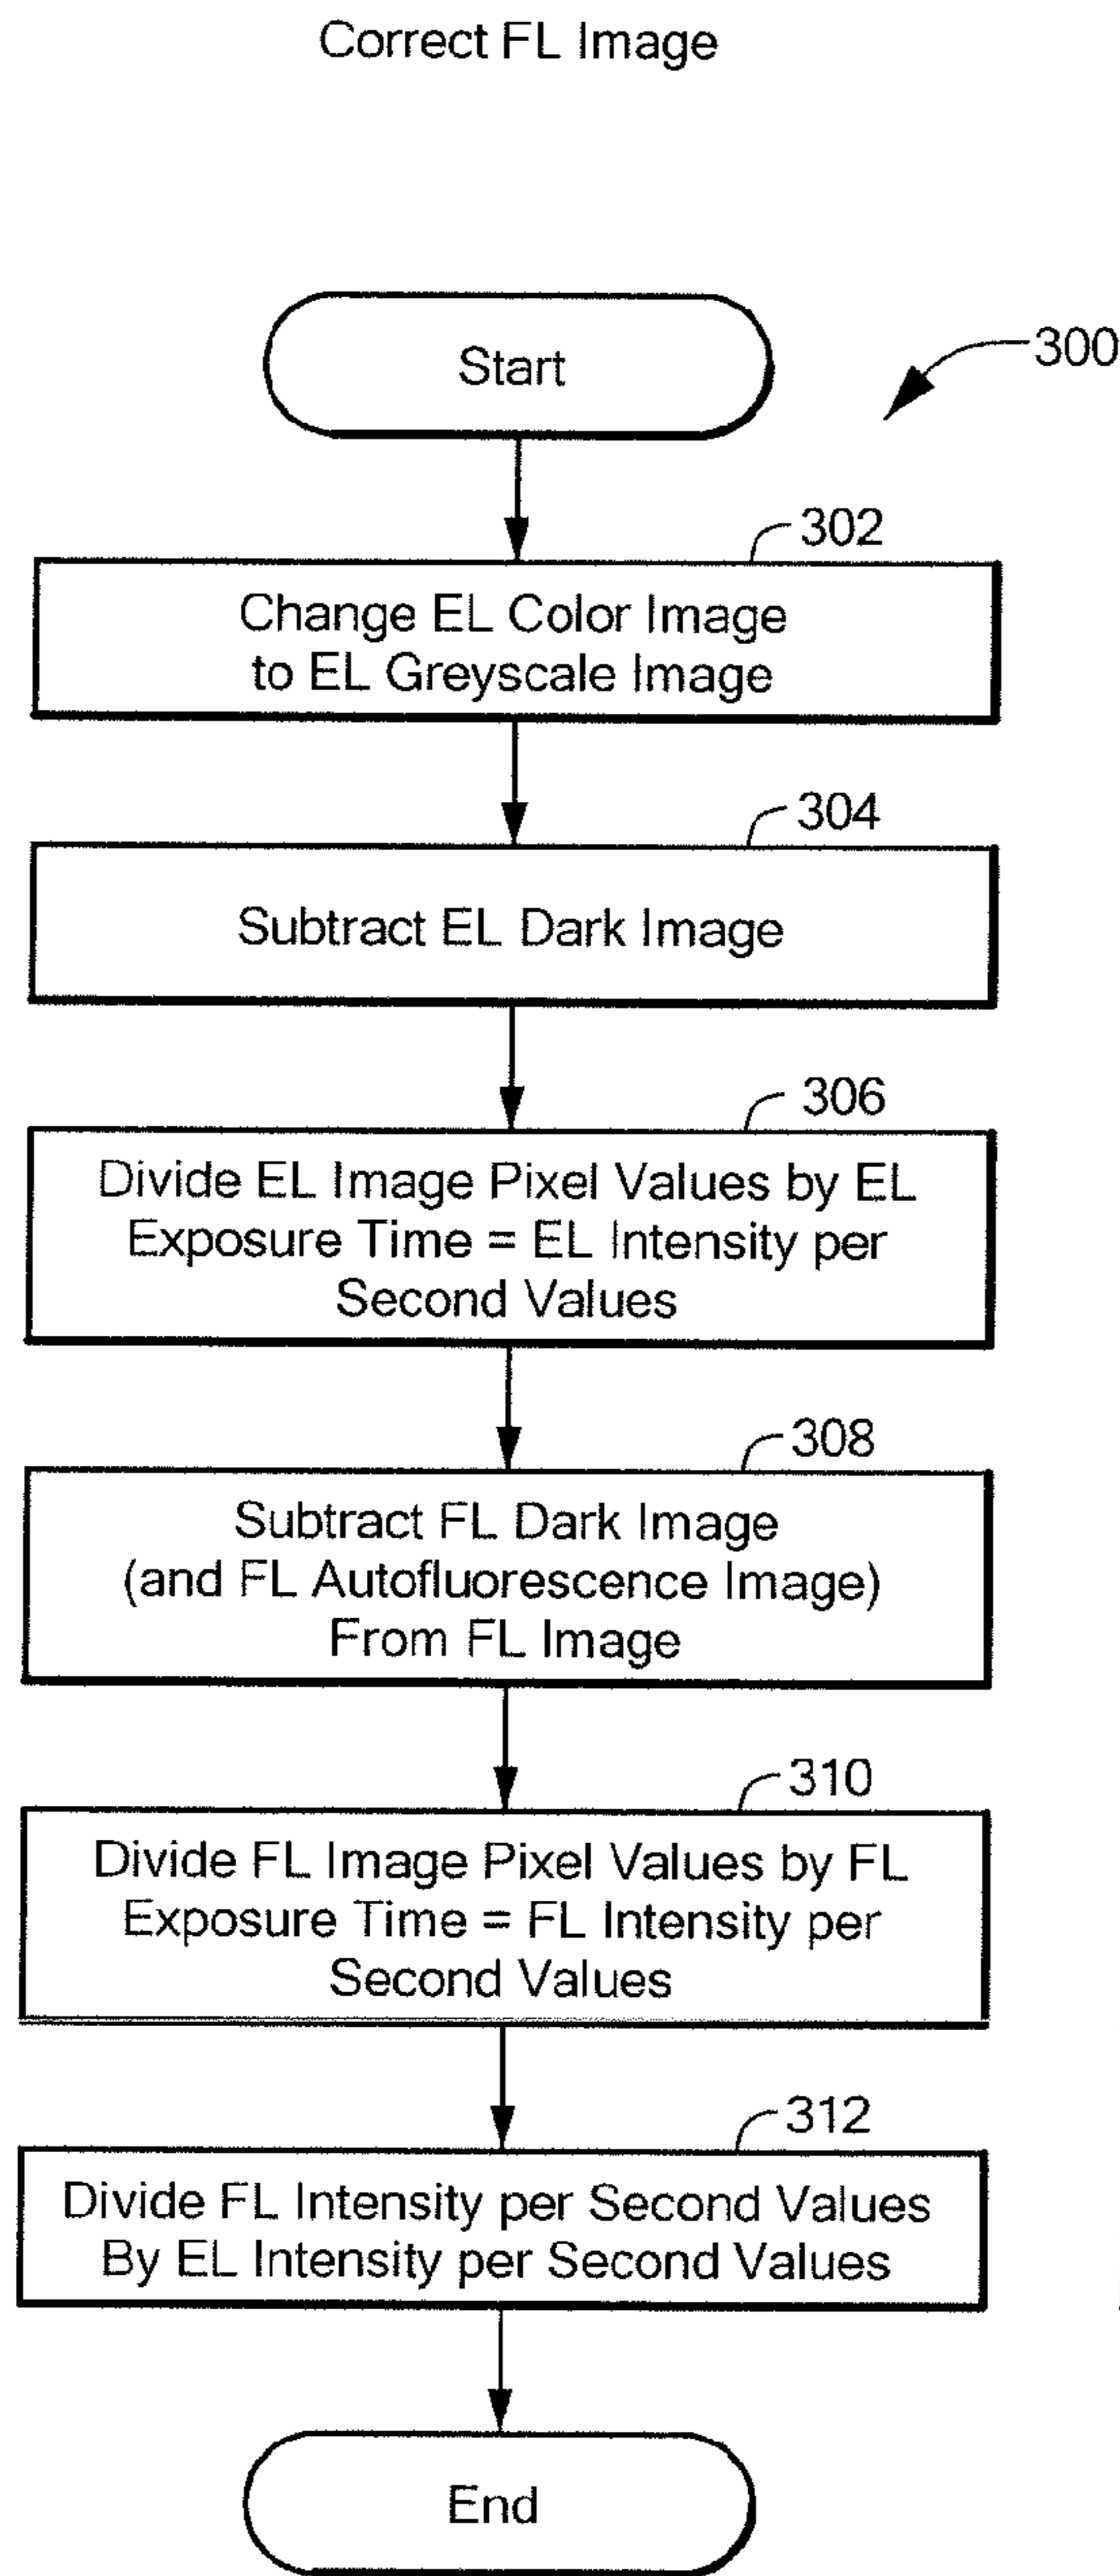 Correct FL Image
Start
300
302
Change EL Color Image
to EL Greyscale Image
304
Subtract EL Dark Image
306
Divide EL Image Pixel Values by EL
Exposure Time = EL Intensity per
Second Values
308
Subtract FL Dark Image
(and FL Autofluorescence Image)
From FL Image
310
Divide FL Image Pixel Values by FL
Exposure Time = FL Intensity per
Second Values
312
Divide FL Intensity per Second Values
By EL Intensity per Second Values
End